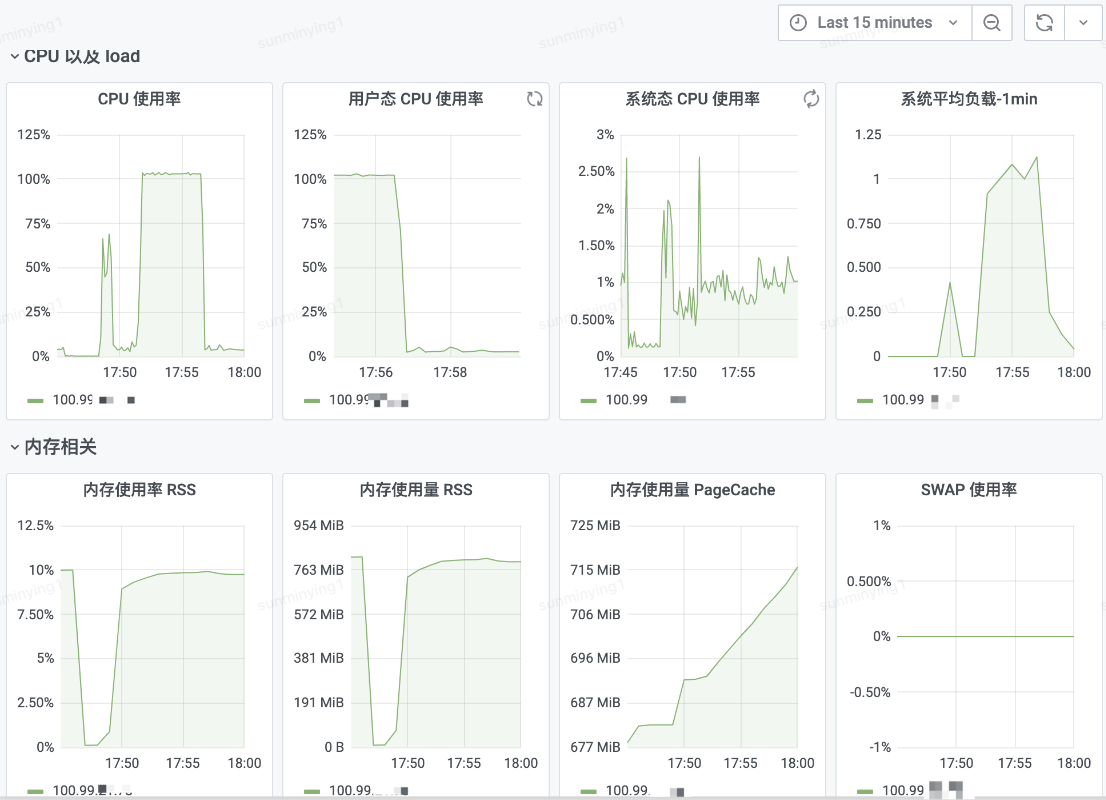 Last 15 minutes
sunminying1 sunminying1
CPU 以及 load
CPU 使用率
125%
100%
75%
50%
25%
0%
17:50 17:55 18:00
100.99
用户态 CPU 使用率
125%
100%
75%
50%
25%
0%
17:56 17:58
100.99
系统态 CPU 使用率
3%
2.50%
2%
1.50%
1%
0.500%
0%
17:45 17:50 17:55
100.99
系统平均负载-1min
1.25
1
0.750
0.500
0.250
0
17:50 17:55 18:00
100.99
sunminying1 sunminying1
内存相关
内存使用率 RSS
12.5%
10%
7.50%
5%
2.50%
0%
17:50 17:55 18:00
100.99.
内存使用量 RSS
954 MiB
763 MiB
572 MiB
381 MiB
191 MiB
0 B
17:50 17:55 18:00
100.99.
内存使用量 PageCache
725 MiB
715 MiB
706 MiB
696 MiB
687 MiB
677 MiB
17:50 17:55 18:00
100.99.
SWAP 使用率
1%
0.500%
0%
-0.50%
-1%
17:50 17:55 18:00
100.99.
sunminying1 sunminying1 sunminying1